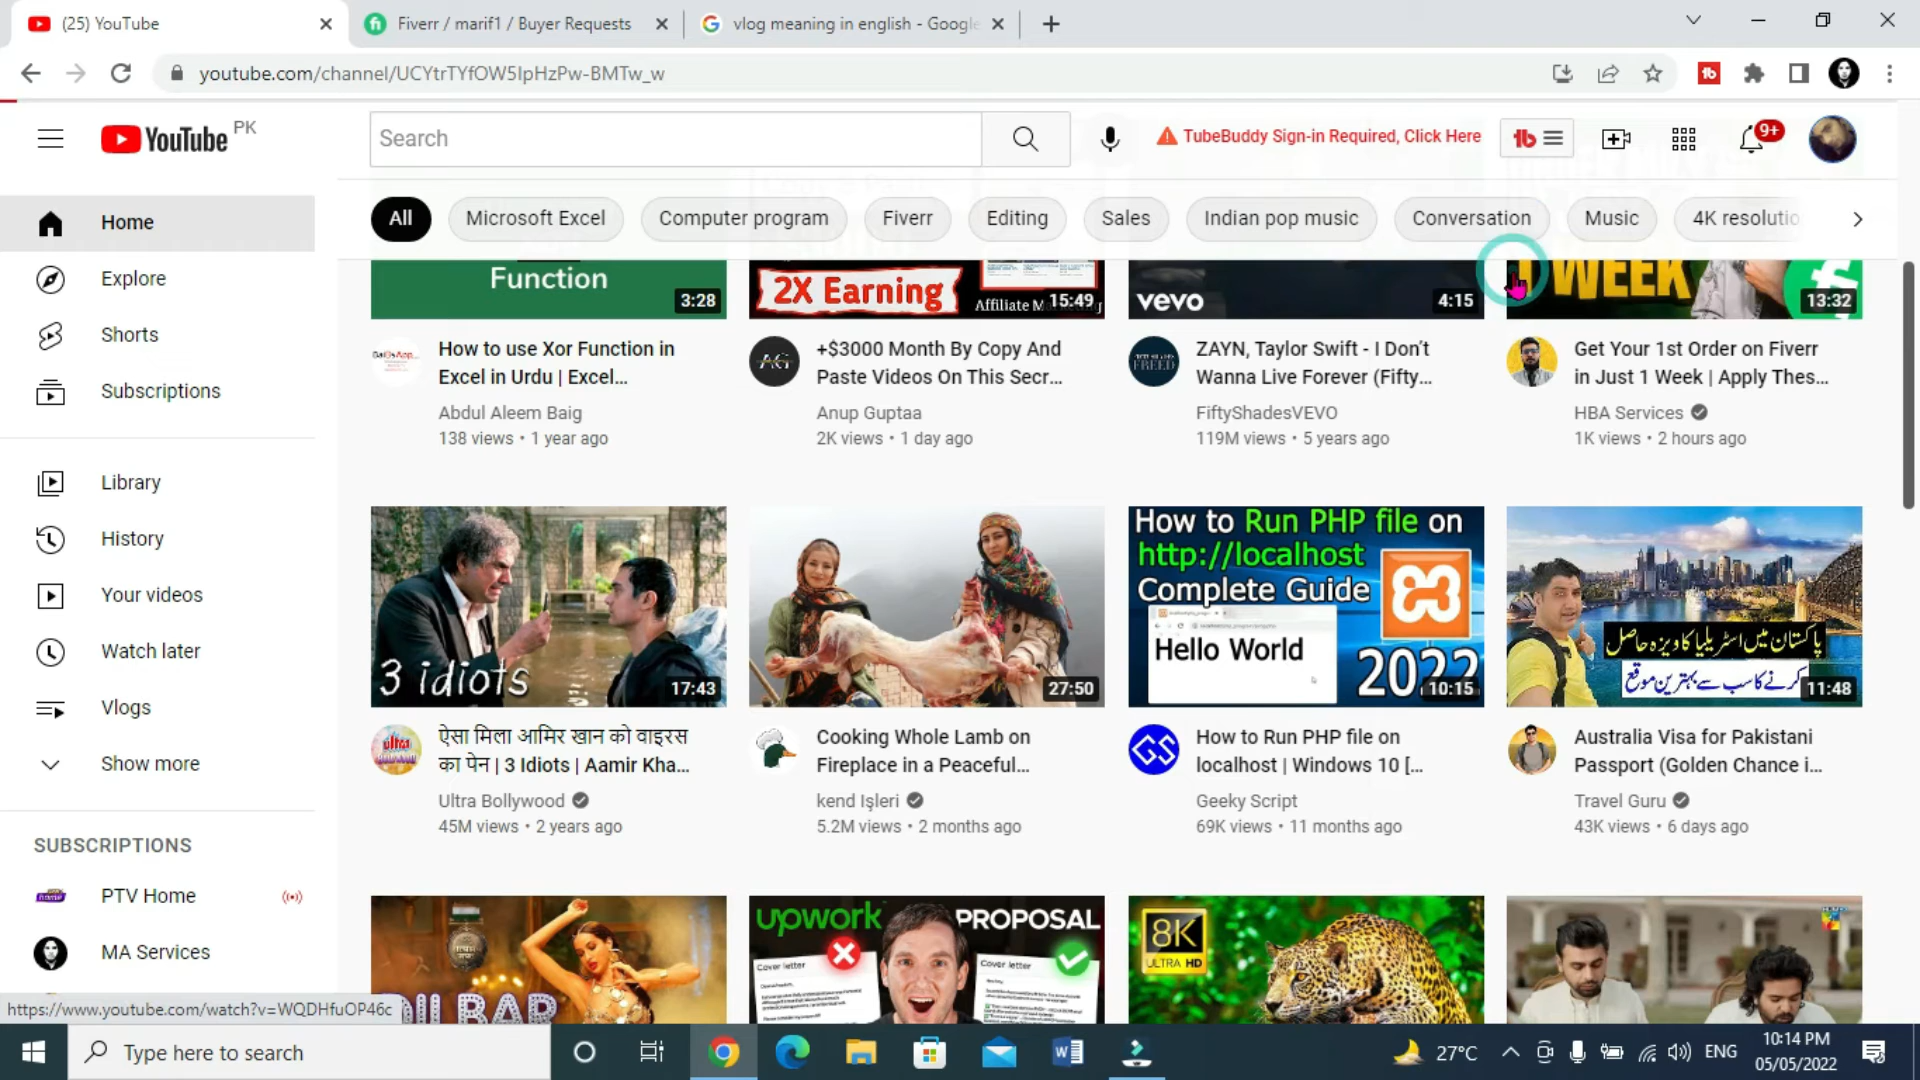 (25) YouTube
Fiverr / marif1 / Buyer Requests
vlog meaning in english - Google
youtube.com/channel/UCYtrTYfOW5IpHzPw-BMTw_w
YouTube PK
Search
TubeBuddy Sign-in Required, Click Here
9+
All
Microsoft Excel
Computer program
Fiverr
Editing
Sales
Indian pop music
Conversation
Music
4K resolutio
Home
Explore
Shorts
Subscriptions
Library
History
Your videos
Watch later
Vlogs
Show more
SUBSCRIPTIONS
PTV Home
MA Services
Function
3:28
How to use Xor Function in
Excel in Urdu | Excel...
Abdul Aleem Baig
138 views • 1 year ago
2X Earning
Affiliate M
15:49
+$3000 Month By Copy And
Paste Videos On This Secr...
Anup Guptaa
2K views • 1 day ago
vevo
4:15
ZAYN, Taylor Swift - I Don't
Wanna Live Forever (Fifty...
FiftyShadesVEVO
119M views • 5 years ago
1 WEEK
13:32
Get Your 1st Order on Fiverr
in Just 1 Week | Apply Thes...
HBA Services
1K views • 2 hours ago
3 idiots
17:43
ऐसा मिला आमिर खान को वाइरस
का पेन | 3 Idiots | Aamir Kha...
Ultra Bollywood
45M views • 2 years ago
27:50
Cooking Whole Lamb on
Fireplace in a Peaceful...
kend Işleri
5.2M views • 2 months ago
How to Run PHP file on
http://localhost
Complete Guide
Hello World
2022
10:15
How to Run PHP file on
localhost | Windows 10 [...
Geeky Script
69K views • 11 months ago
پاکستان میں اسٹریلیا کا ویزہ حاصل
کرنے کا سب سے بہترین موقع
11:48
Australia Visa for Pakistani
Passport (Golden Chance i...
Travel Guru
43K views • 6 days ago
upwork PROPOSAL
Cover letter
Cover letter
8K
ULTRA HD
https://www.youtube.com/watch?v=WQDHfuOP46c
Type here to search
27°C
ENG
10:14 PM
05/05/2022